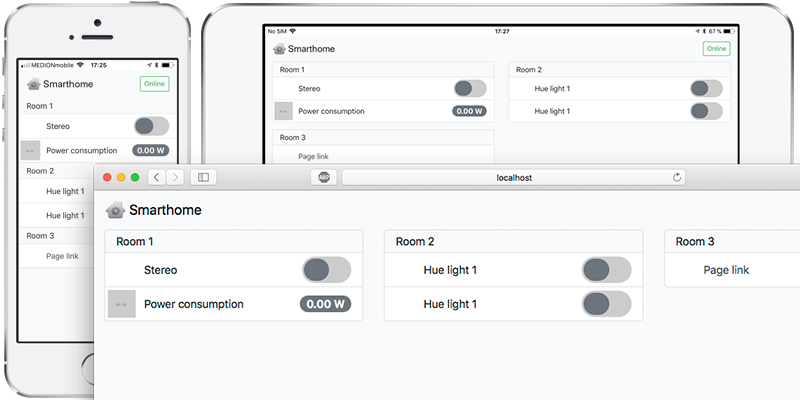 MEDIONmobile 17:25
Smarthome Online
Room 1
Stereo
Power consumption 0.00 W
Room 2
Hue light 1
Hue light 1
Room 3
Page link
No SIM 17:27 67 %
Smarthome Online
Room 1
Stereo
Power consumption 0.00 W
Room 2
Hue light 1
Hue light 1
Room 3
Page link
ABP localhost
Smarthome
Room 1
Stereo
Power consumption 0.00 W
Room 2
Hue light 1
Hue light 1
Room 3
Page link